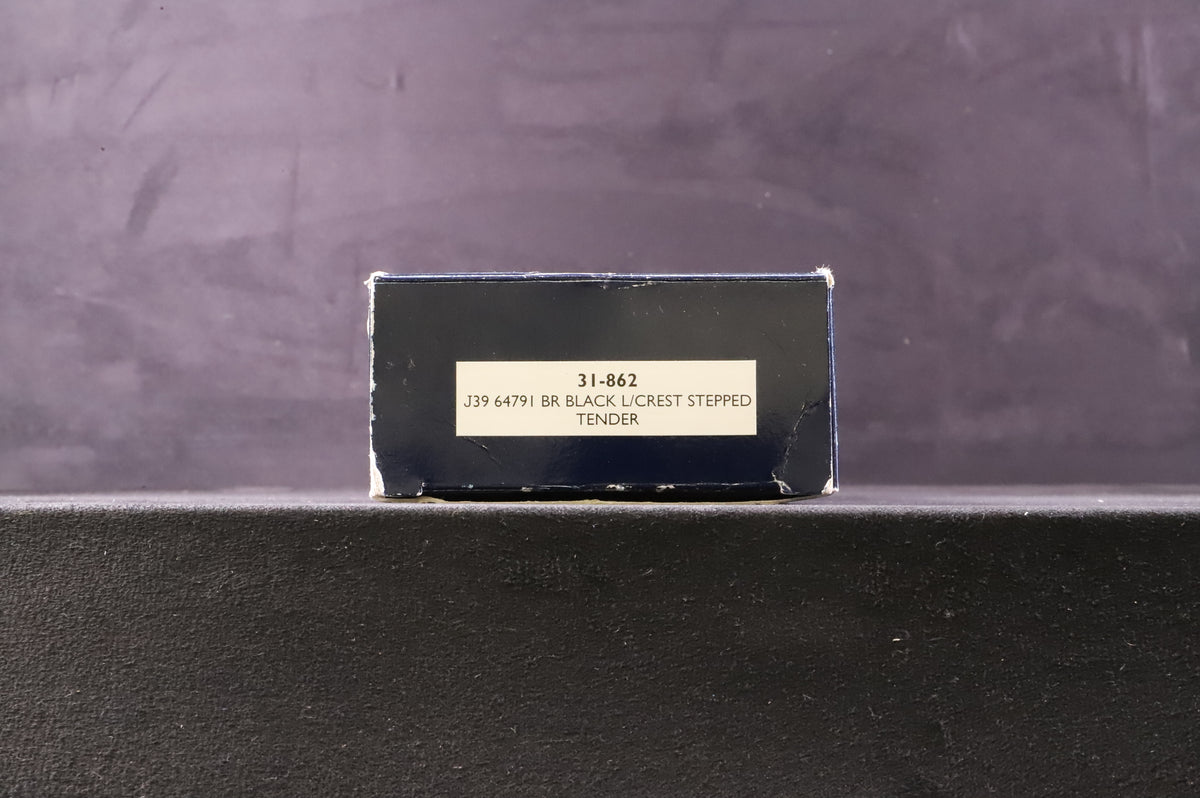 31-862
J39 64791 BR BLACK L/CREST STEPPED
TENDER